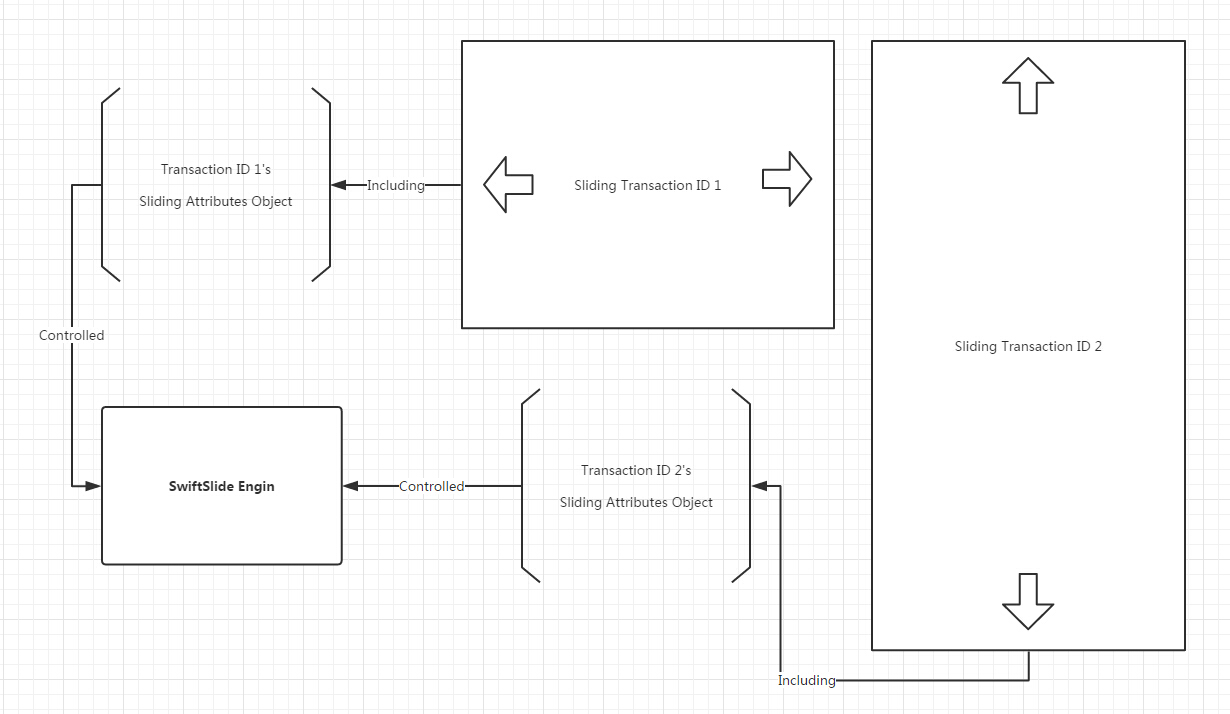 Transaction ID 1's
Sliding Attributes Object
Including
Sliding Transaction ID 1
Controlled
Sliding Transaction ID 2
SwiftSlide Engin
Controlled
Transaction ID 2's
Sliding Attributes Object
Including